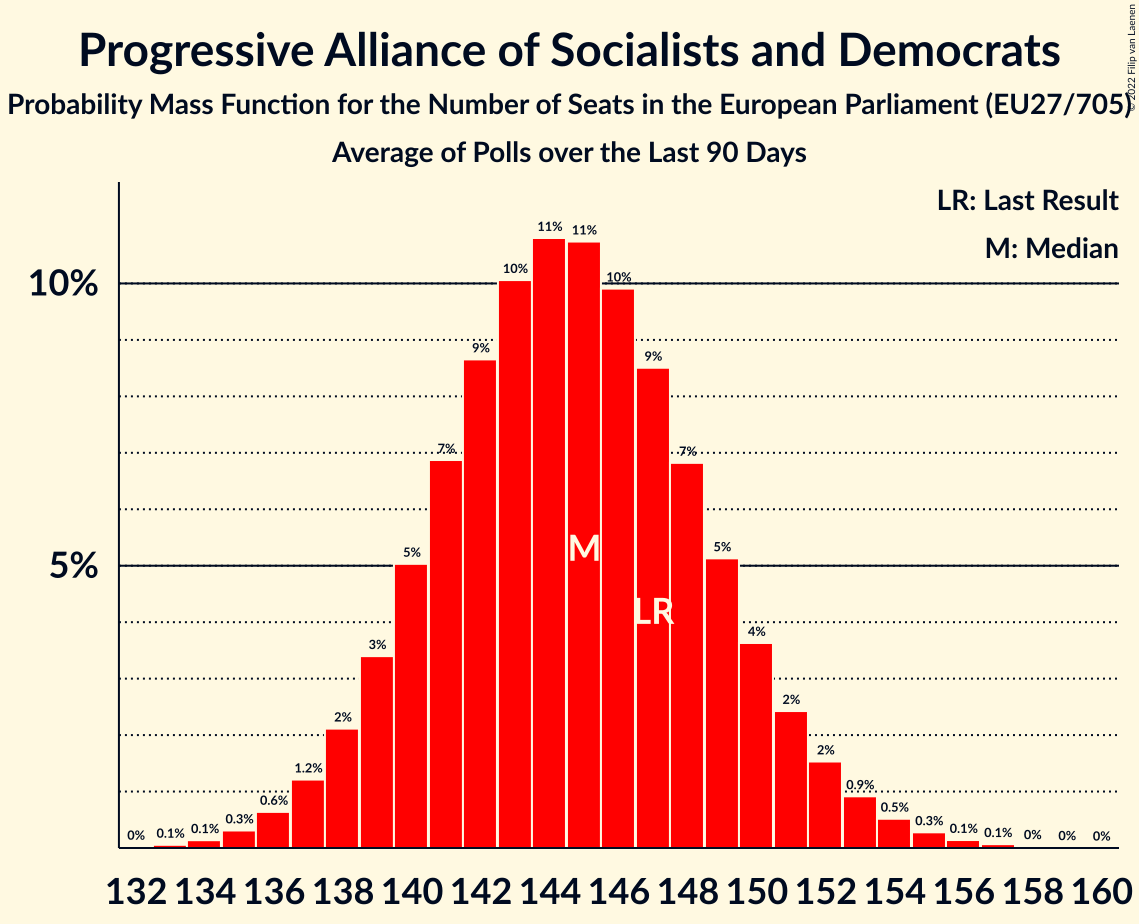 Progressive Alliance of Socialists and Democrats
Probability Mass Function for the Number of Seats in the European Parliament (EU27/705)
Average of Polls over the Last 90 Days
© 2022 Filip van Laenen
LR: Last Result
M: Median
10%
5%
0% 0.1% 0.1% 0.3% 0.6% 1.2% 2% 3% 5% 7% 9% 10% 11% 11% 10% 9% 7% 5% 4% 2% 2% 0.9% 0.5% 0.3% 0.1% 0.1% 0% 0% 0%
M
LR
132 134 136 138 140 142 144 146 148 150 152 154 156 158 160